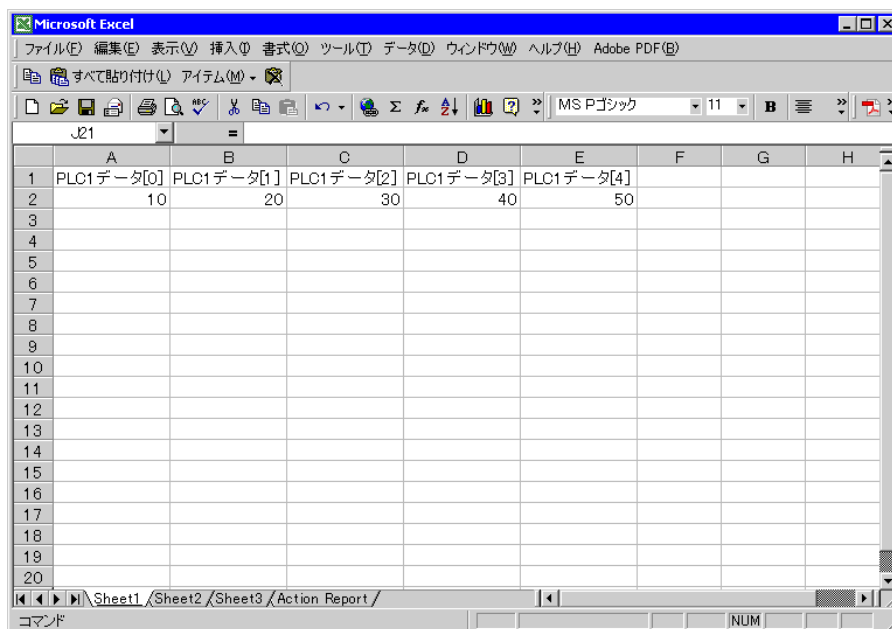 Microsoft Excel
ファイル(F) 編集(E) 表示(V) 挿入(I) 書式(O) ツール(T) データ(D) ウィンドウ(W) ヘルプ(H) Adobe PDF(B)
すべて貼り付け(L) アイテム(M)
ABC Σ fx A Z MS Pゴシック 11 B
J21 =
A B C D E F G H
1 PLC1データ[0] PLC1データ[1] PLC1データ[2] PLC1データ[3] PLC1データ[4]
2 10 20 30 40 50
3
4
5
6
7
8
9
10
11
12
13
14
15
16
17
18
19
20
Sheet1 Sheet2 Sheet3 Action Report
コマンド NUM